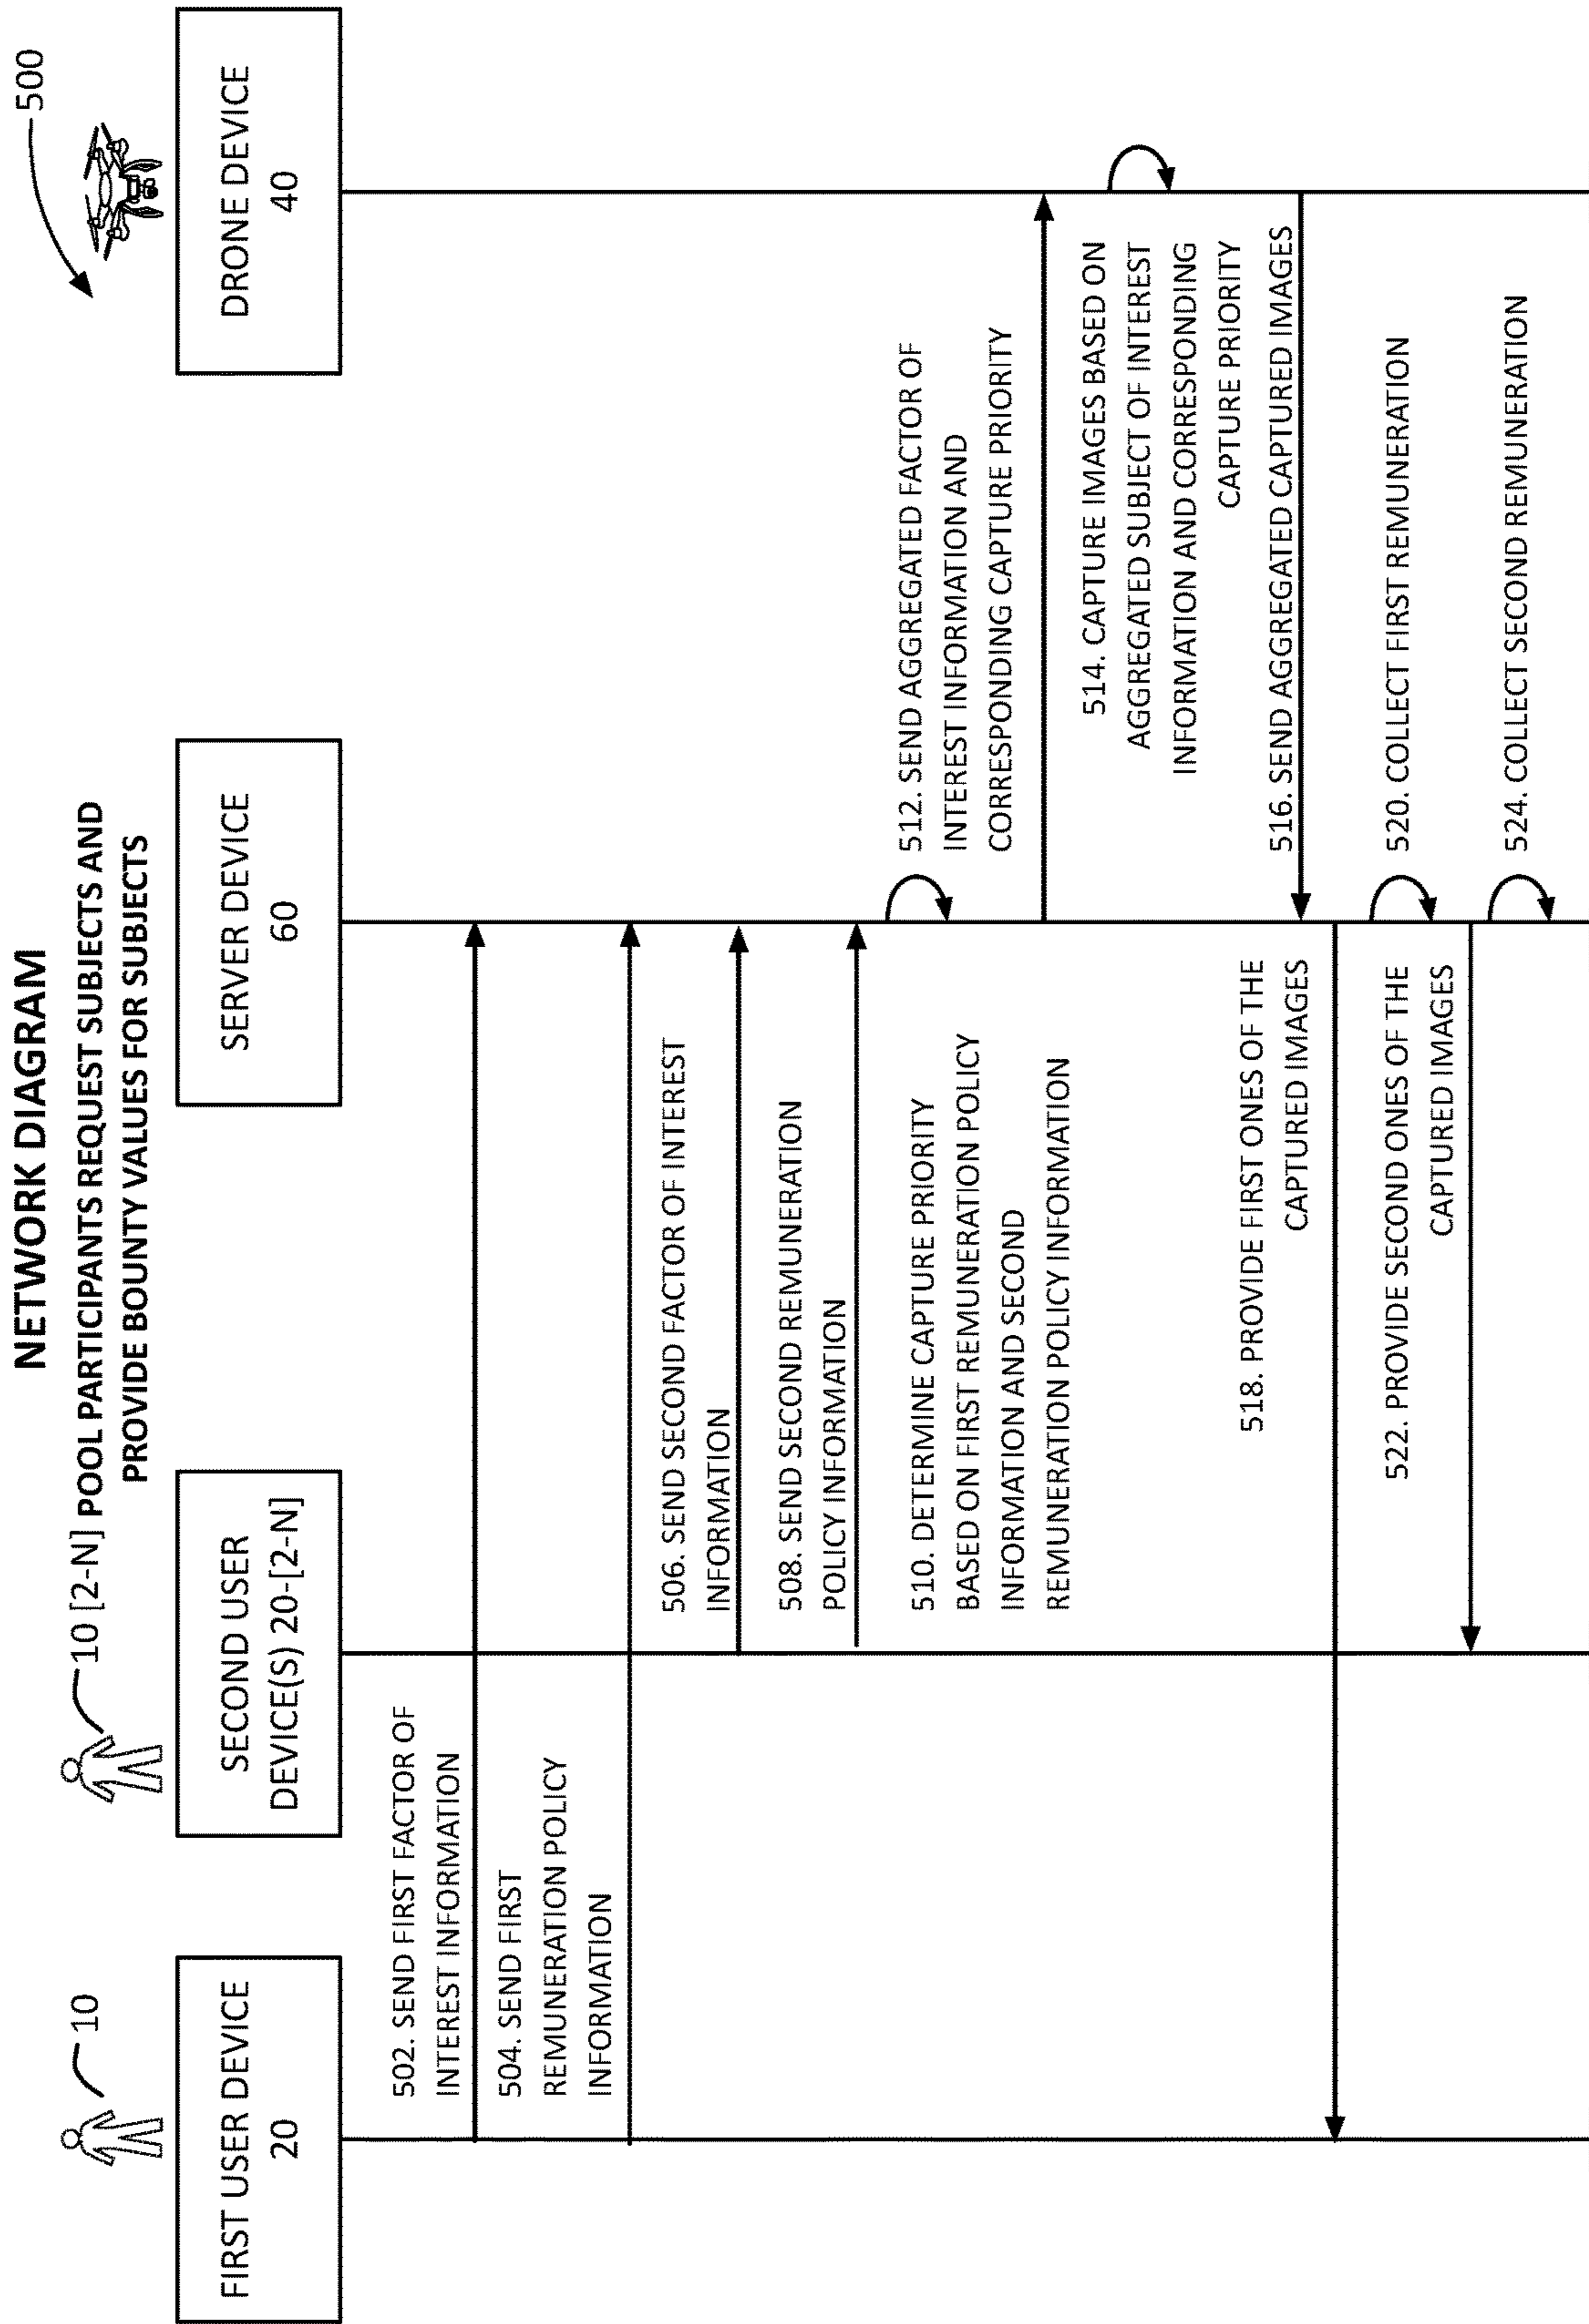 NETWORK DIAGRAM
POOL PARTICIPANTS REQUEST SUBJECTS AND
PROVIDE BOUNTY VALUES FOR SUBJECTS
500
10
10 [2-N]
FIRST USER DEVICE
20
SECOND USER
DEVICE(S) 20-[2-N]
SERVER DEVICE
60
DRONE DEVICE
40
502. SEND FIRST FACTOR OF
INTEREST INFORMATION
504. SEND FIRST
REMUNERATION POLICY
INFORMATION
506. SEND SECOND FACTOR OF INTEREST
INFORMATION
508. SEND SECOND REMUNERATION
POLICY INFORMATION
510. DETERMINE CAPTURE PRIORITY
BASED ON FIRST REMUNERATION POLICY
INFORMATION AND SECOND
REMUNERATION POLICY INFORMATION
512. SEND AGGREGATED FACTOR OF
INTEREST INFORMATION AND
CORRESPONDING CAPTURE PRIORITY
514. CAPTURE IMAGES BASED ON
AGGREGATED SUBJECT OF INTEREST
INFORMATION AND CORRESPONDING
CAPTURE PRIORITY
516. SEND AGGREGATED CAPTURED IMAGES
518. PROVIDE FIRST ONES OF THE
CAPTURED IMAGES
520. COLLECT FIRST REMUNERATION
522. PROVIDE SECOND ONES OF THE
CAPTURED IMAGES
524. COLLECT SECOND REMUNERATION